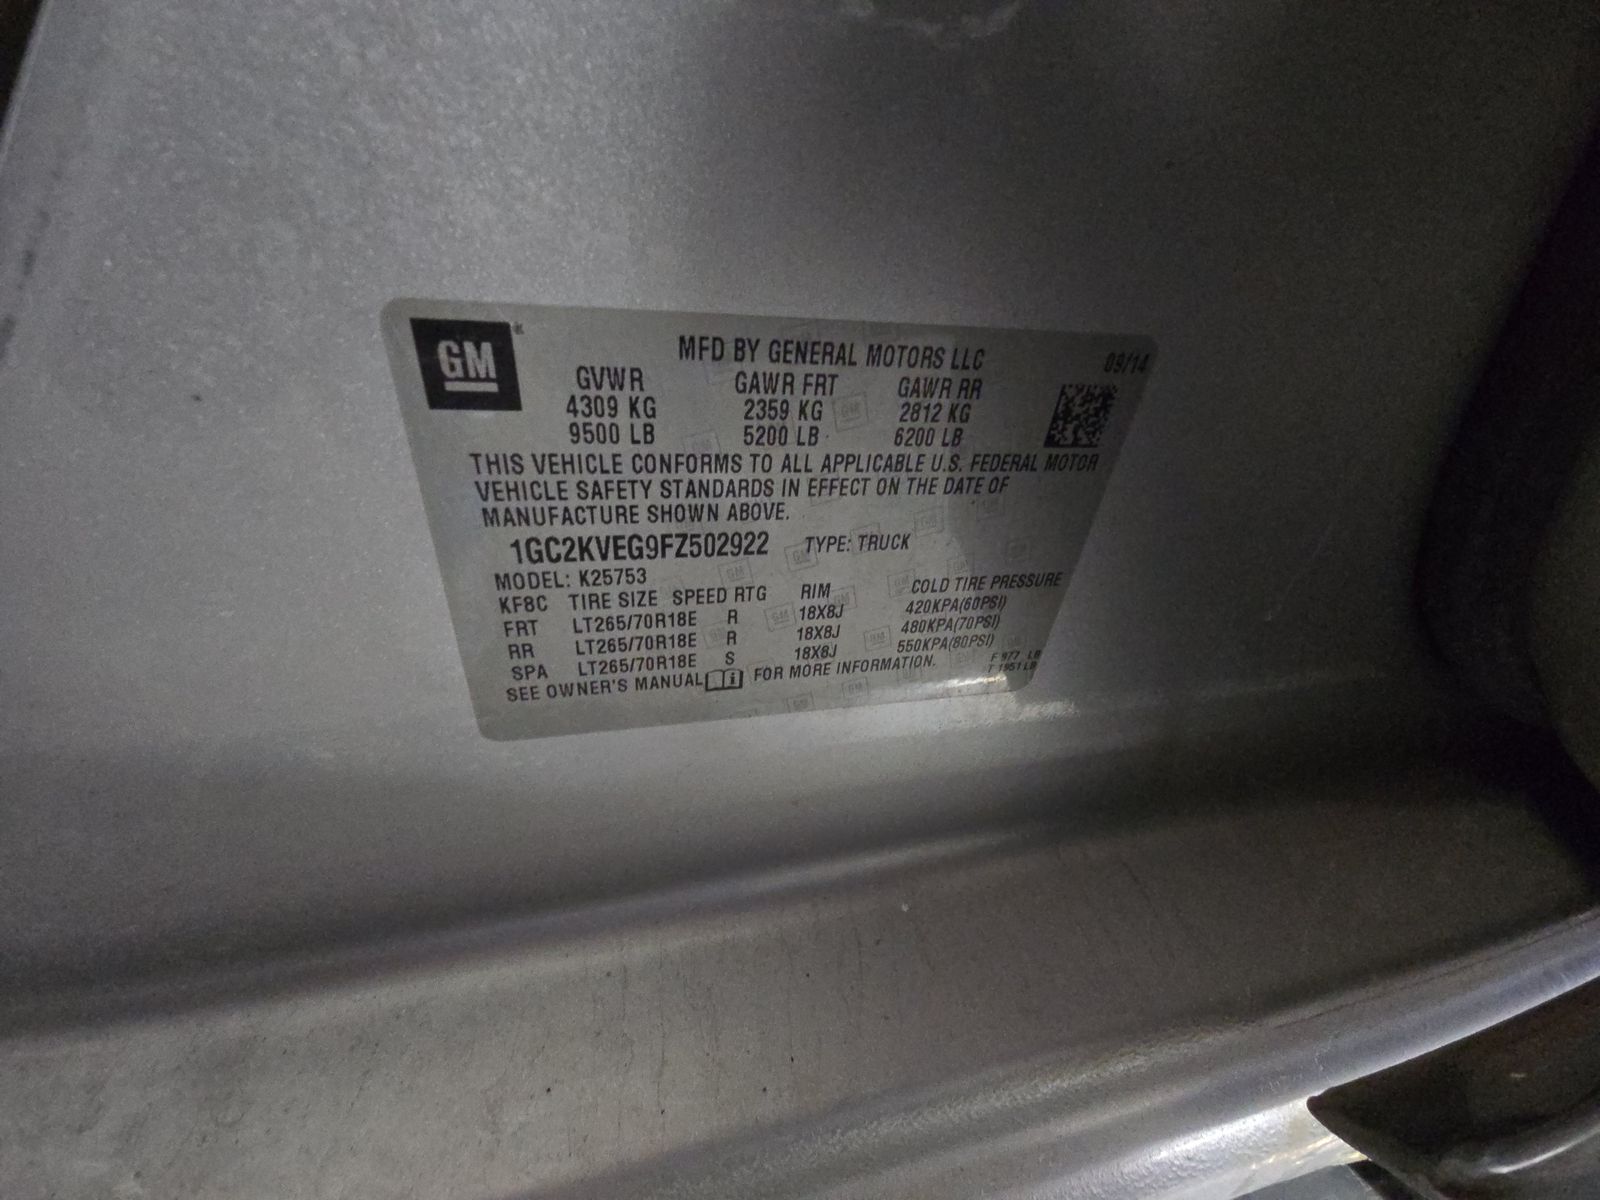 GM
MFD BY GENERAL MOTORS LLC 09/14
GVWR GAWR FRT GAWR RR
4309 KG 2359 KG 2812 KG
9500 LB 5200 LB 6200 LB
THIS VEHICLE CONFORMS TO ALL APPLICABLE U.S. FEDERAL MOTOR
VEHICLE SAFETY STANDARDS IN EFFECT ON THE DATE OF
MANUFACTURE SHOWN ABOVE.
1GC2KVEG9FZ502922 TYPE: TRUCK
MODEL: K25753
KF8C TIRE SIZE SPEED RTG RIM COLD TIRE PRESSURE
FRT LT265/70R18E R 18X8J 420KPA(60PSI)
RR LT265/70R18E R 18X8J 480KPA(70PSI)
SPA LT265/70R18E S 18X8J 550KPA(80PSI)
SEE OWNER'S MANUAL FOR MORE INFORMATION.
F 977 LB
T 1951 LB